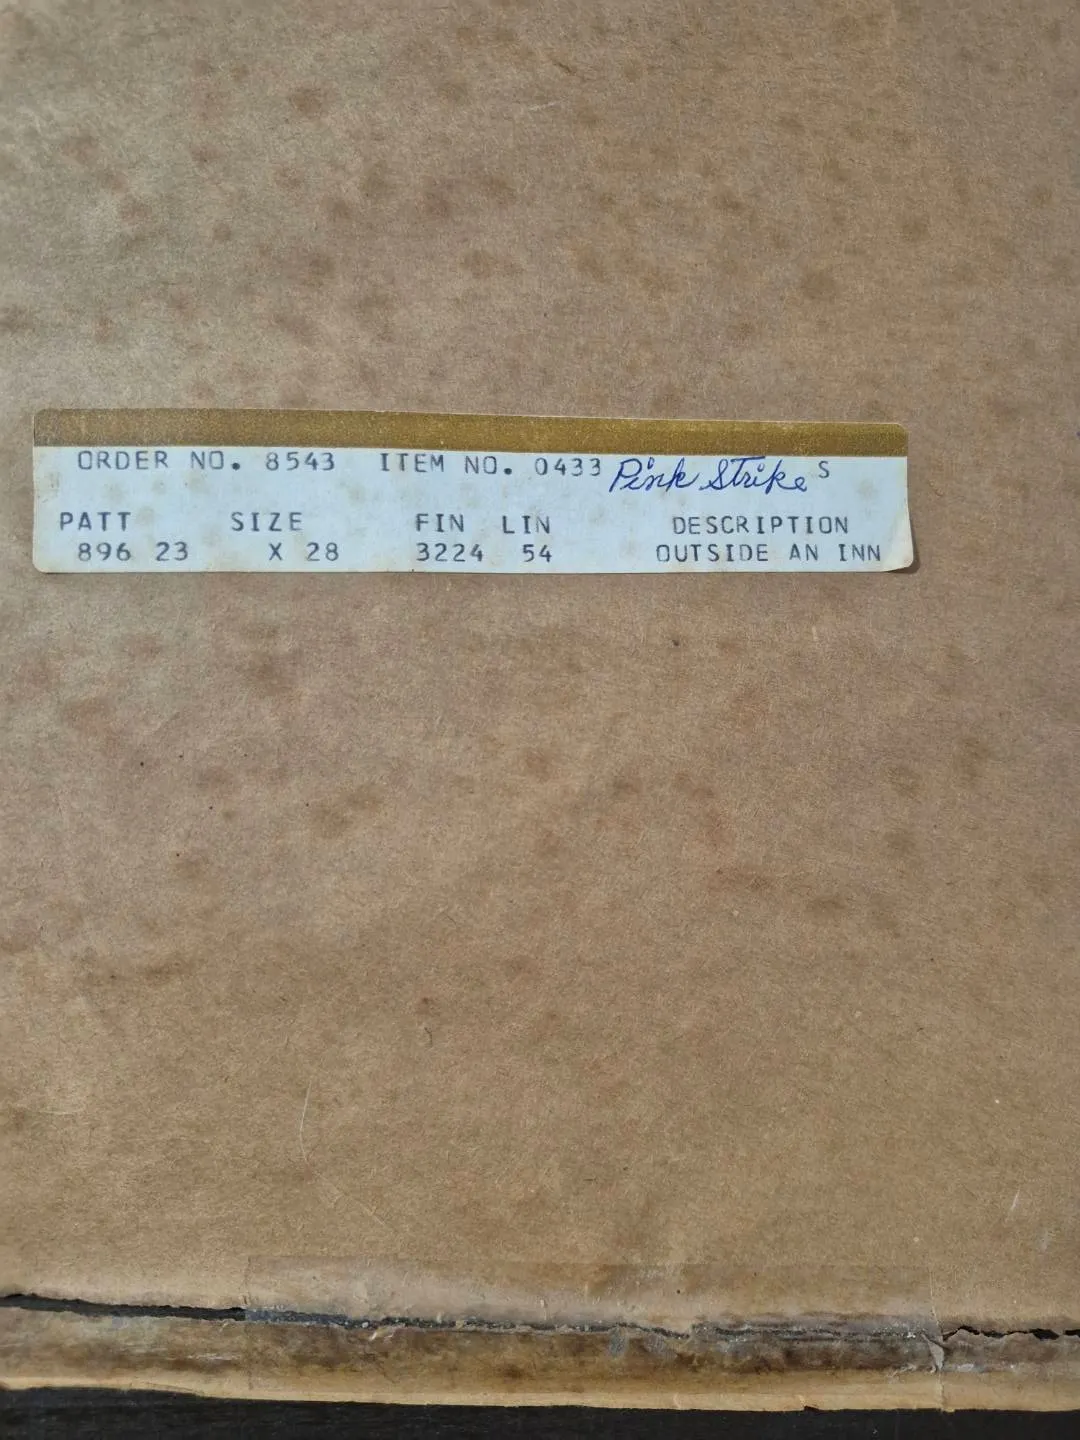 ORDER NO. 8543 ITEM NO. 0433 Pink Strike S
PATT SIZE FIN LIN DESCRIPTION
896 23 X 28 3224 54 OUTSIDE AN INN